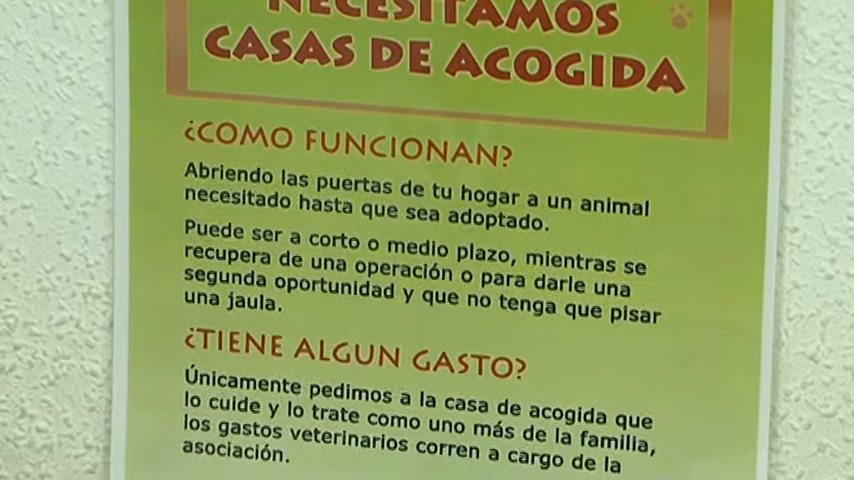 NECESITAMOS
CASAS DE ACOGIDA
¿COMO FUNCIONAN?
Abriendo las puertas de tu hogar a un animal
necesitado hasta que sea adoptado.
Puede ser a corto o medio plazo, mientras se
recupera de una operación o para darle una
segunda oportunidad y que no tenga que pisar
una jaula.
¿TIENE ALGUN GASTO?
Únicamente pedimos a la casa de acogida que
lo cuide y lo trate como uno más de la familia,
los gastos veterinarios corren a cargo de la
asociación.